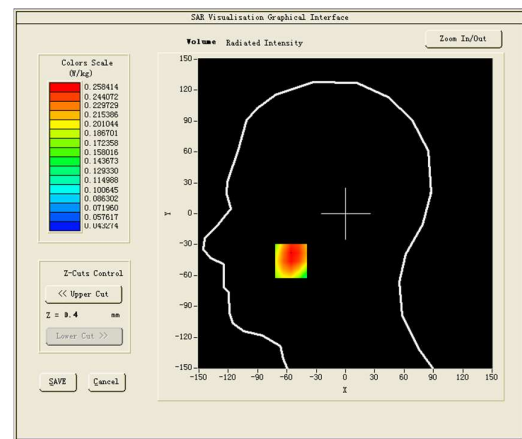 SAR Visualisation Graphical Interface
Volume Radiated Intensity
Zoom In/Out
Colors Scale
(W/kg)
0.258414
0.244072
0.229729
0.215386
0.201044
0.186701
0.172358
0.158016
0.143673
0.129330
0.114988
0.100645
0.086302
0.071960
0.057617
0.043274
Z-Cuts Control
<< Upper Cut
Z = 0.4 mm
Lower Cut >>
SAVE
Cancel
150
120
90
60
30
0
-30
-60
-90
-120
-150
Y
-150 -120 -90 -60 -30 0 30 60 90 120 150
X